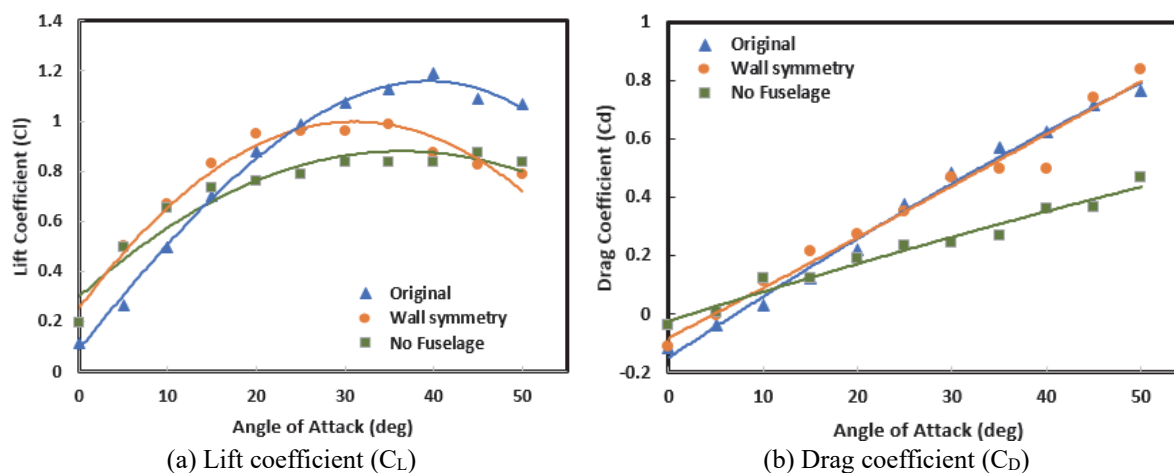 1.4
1.2
1
0.8
0.6
0.4
0.2
0
Lift Coefficient (Cl)
Original
Wall symmetry
No Fuselage
0 10 20 30 40 50
Angle of Attack (deg)
(a) Lift coefficient (CL)
1
0.8
0.6
0.4
0.2
0
-0.2
Drag Coefficient (Cd)
Original
Wall symmetry
No Fuselage
0 10 20 30 40 50
Angle of Attack (deg)
(b) Drag coefficient (CD)